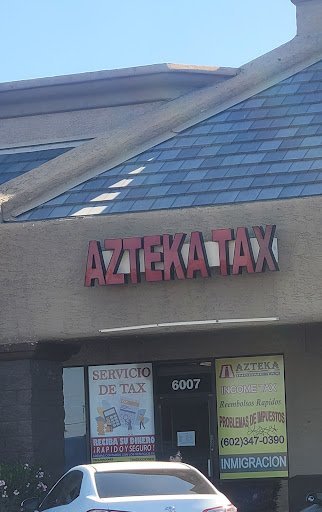 AZTEKA TAX
SERVICIO
DE TAX
RECIBA SU DINERO
¡RAPIDO Y SEGURO!
6007
AZTEKA
INCOME TAX
Reembolsos Rapidos
PROBLEMAS DE IMPUESTOS
(602)347-0390
INMIGRACION